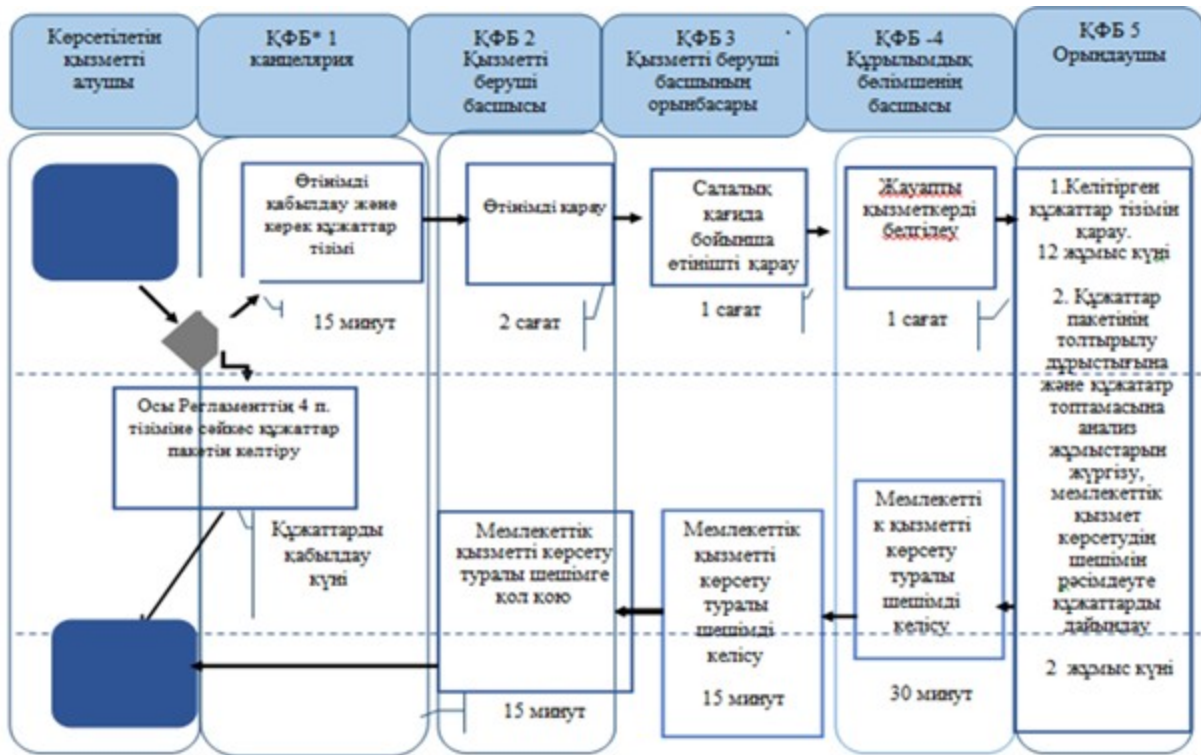 Көрсетілетін
қызметті
алушы
ҚФБ* 1
канцелярия
ҚФБ 2
Қызметті
беруші
басшысы
ҚФБ 3
Қызметті беруші
басшының
орынбасары
ҚФБ -4
Құрылымдық
бөлімшенің
басшысы
ҚФБ 5
Орындаушы
Өтінімді
қабылдау және
керек құжаттар
тізімі
15 минут
Өтінімді қарау
2 сағат
Салалық
қағида
бойынша
өтінішті қарау
1 сағат
Жауапты
қызметкерді
белгілеу
1 сағат
1.Келітірген
құжаттар тізімін
қарау.
12 жұмыс күні
2. Құжаттар
пакетінің
толтырылу
дұрыстығына
және құжататр
топтамасына
анализ
жұмыстарын
жүргізу,
мемлекеттік
қызмет
көрсетудің
шешімін
рәсімдеуге
құжаттарды
дайындау
2 жұмыс күні
Осы Регламенттің 4 п.
тізіміне сәйкес құжаттар
пакетін келтіру
Құжаттарды
қабылдау
күні
Мемлекеттік
қызметті көрсету
туралы шешімге
қол қою
15 минут
Мемлекеттік
қызметті
көрсету
туралы
шешімді
келісу
15 минут
Мемлекетті
к қызметті
көрсету
туралы
шешімді
келісу
30 минут